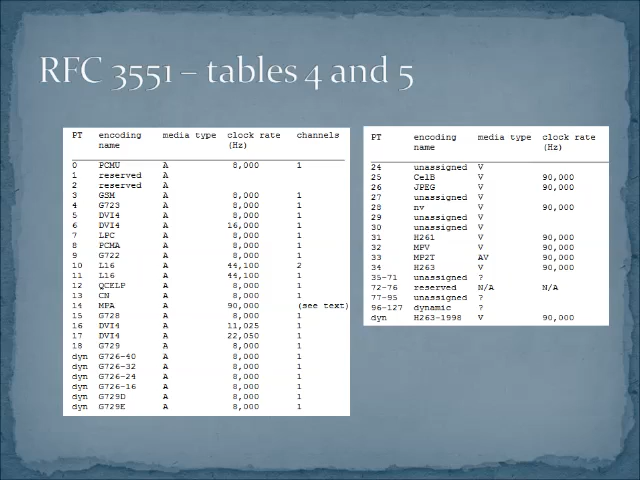 RFC 3551 – tables 4 and 5
PT encoding media type clock rate channels
name (Hz)
0 PCMU A 8,000 1
1 reserved A
2 reserved A
3 GSM A 8,000 1
4 G723 A 8,000 1
5 DVI4 A 8,000 1
6 DVI4 A 16,000 1
7 LPC A 8,000 1
8 PCMA A 8,000 1
9 G722 A 8,000 1
10 L16 A 44,100 2
11 L16 A 44,100 1
12 QCELP A 8,000 1
13 CN A 8,000 1
14 MPA A 90,000 (see text)
15 G728 A 8,000 1
16 DVI4 A 11,025 1
17 DVI4 A 22,050 1
18 G729 A 8,000 1
dyn G726-40 A 8,000 1
dyn G726-32 A 8,000 1
dyn G726-24 A 8,000 1
dyn G726-16 A 8,000 1
dyn G729D A 8,000 1
dyn G729E A 8,000 1
PT encoding media type clock rate
name (Hz)
24 unassigned V
25 CelB V 90,000
26 JPEG V 90,000
27 unassigned V
28 nv V 90,000
29 unassigned V
30 unassigned V
31 H261 V 90,000
32 MPV V 90,000
33 MP2T AV 90,000
34 H263 V 90,000
35-71 unassigned ?
72-76 reserved N/A N/A
77-95 unassigned ?
96-127 dynamic ?
dyn H263-1998 V 90,000